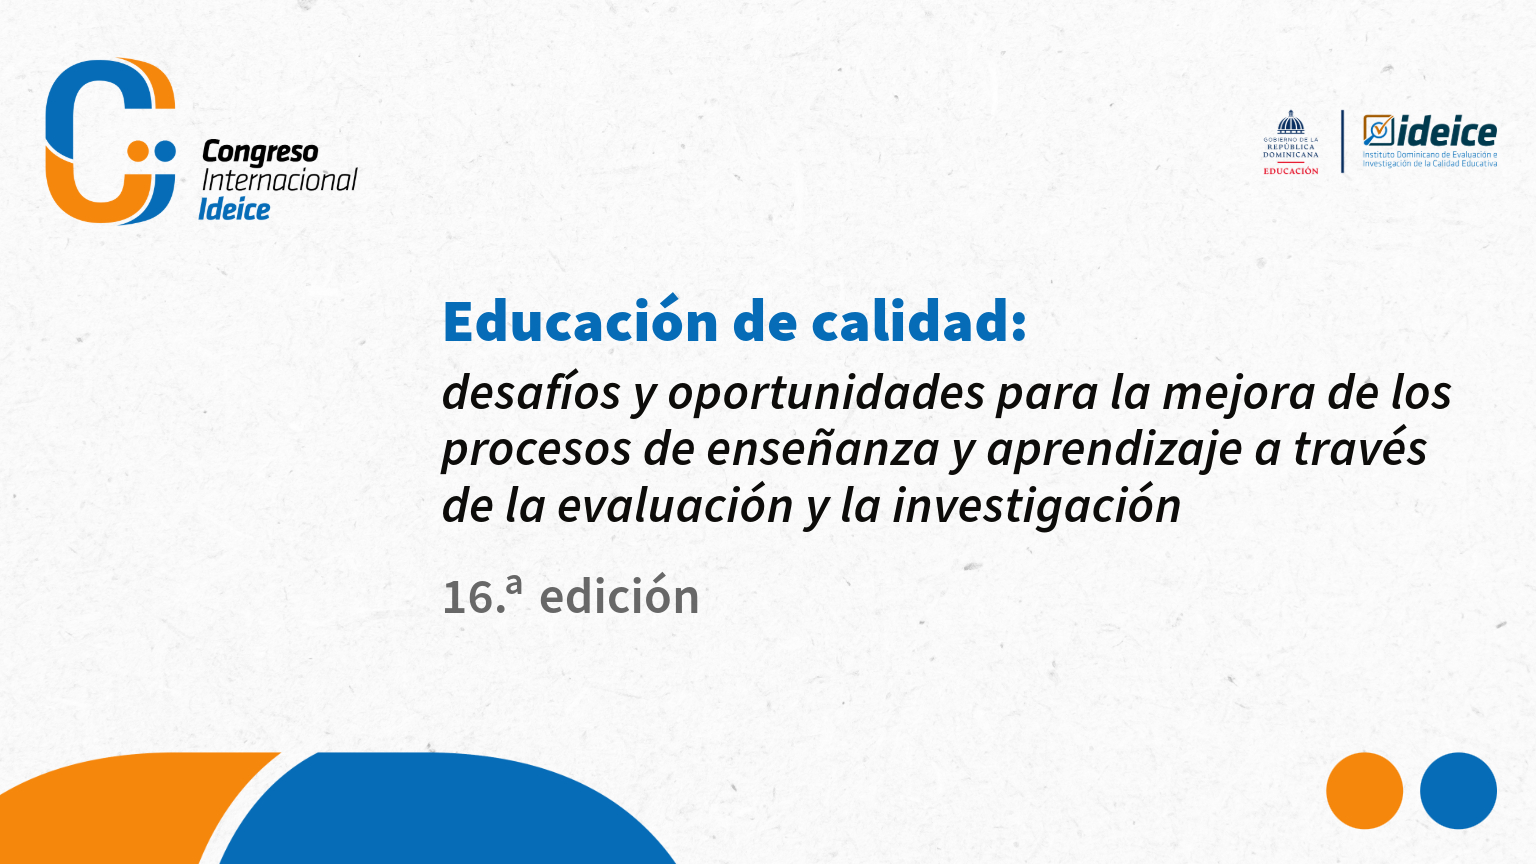 Congreso
Internacional
Ideice
GOBIERNO DE LA
REPÚBLICA
DOMINICANA
EDUCACIÓN
ideice
Instituto Dominicano de Evaluación e
Investigación de la Calidad Educativa
Educación de calidad:
desafíos y oportunidades para la mejora de los
procesos de enseñanza y aprendizaje a través
de la evaluación y la investigación
16.ª edición